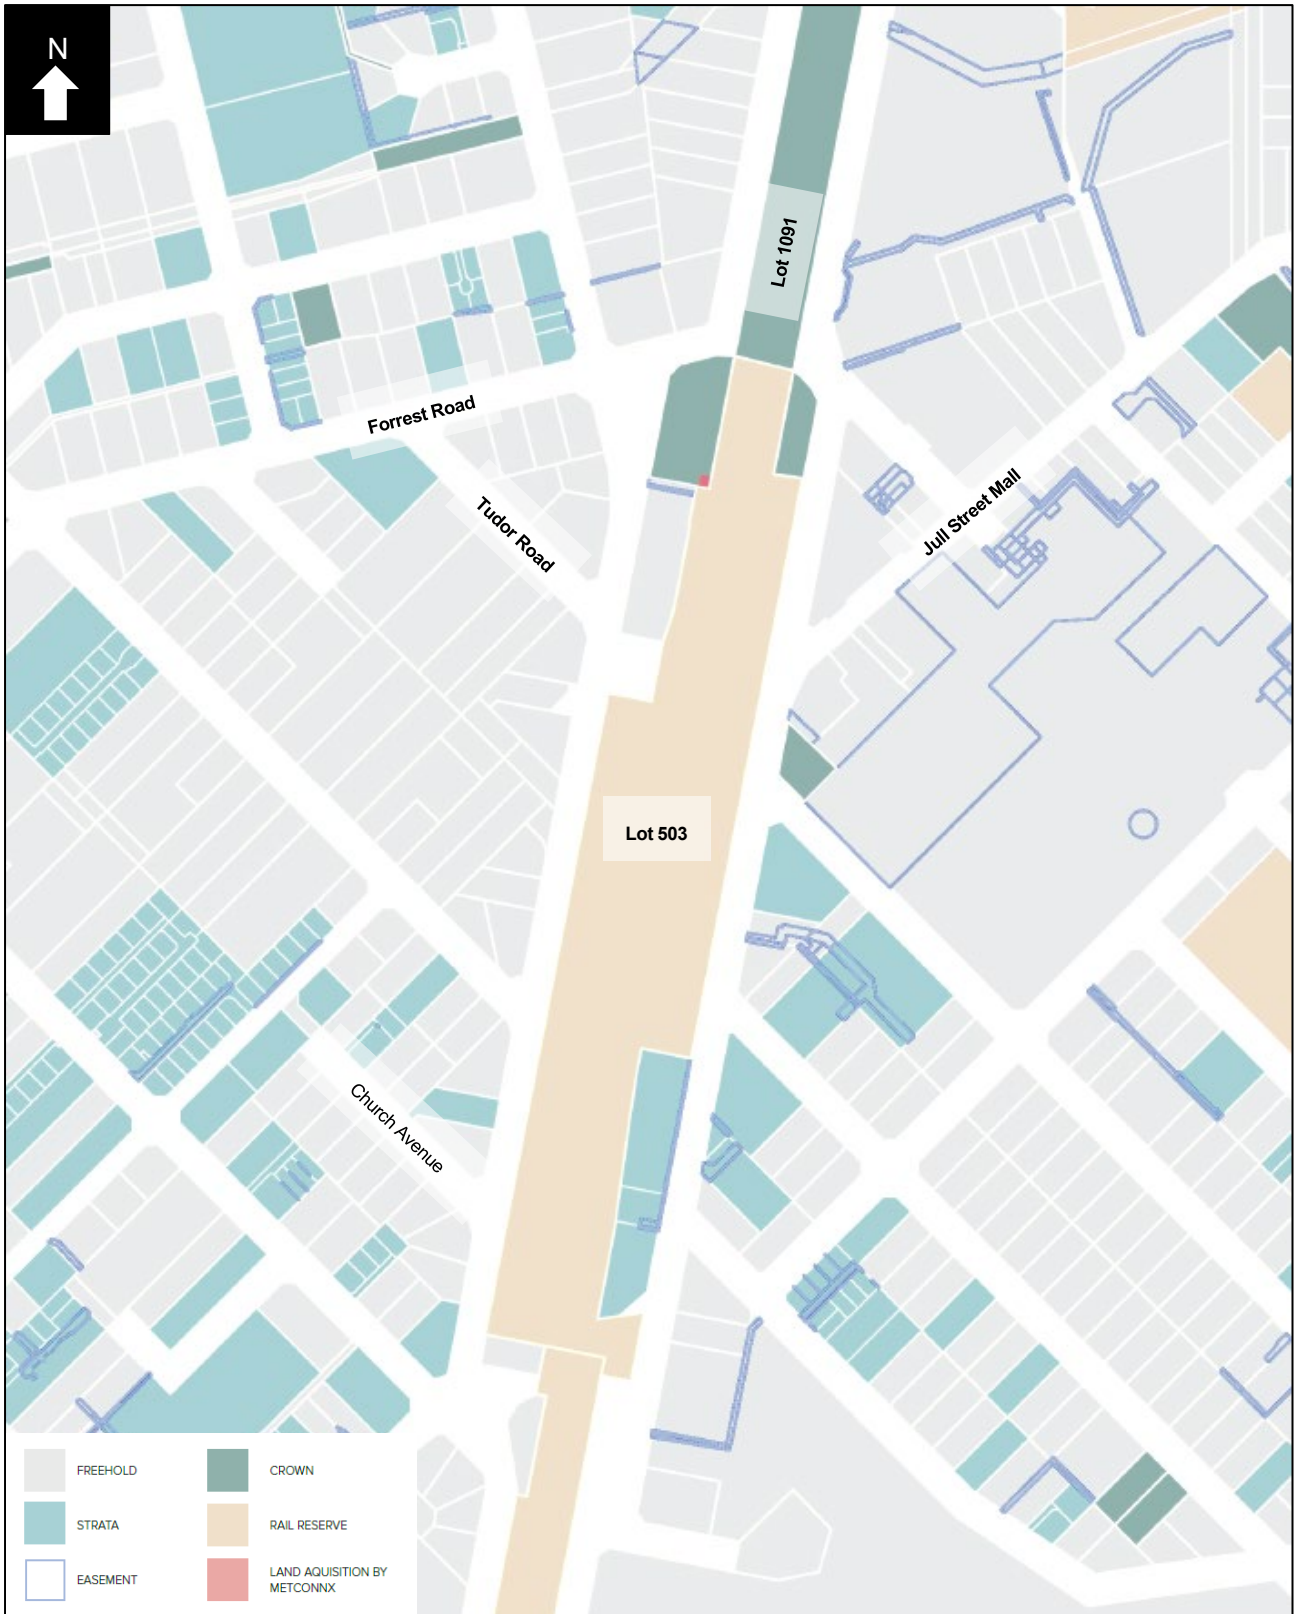 N
Lot 1091
Forrest Road
Tudor Road
Jull Street Mall
Lot 503
Church Avenue
FREEHOLD
CROWN
STRATA
RAIL RESERVE
EASEMENT
LAND AQUISITION BY
METCONNX